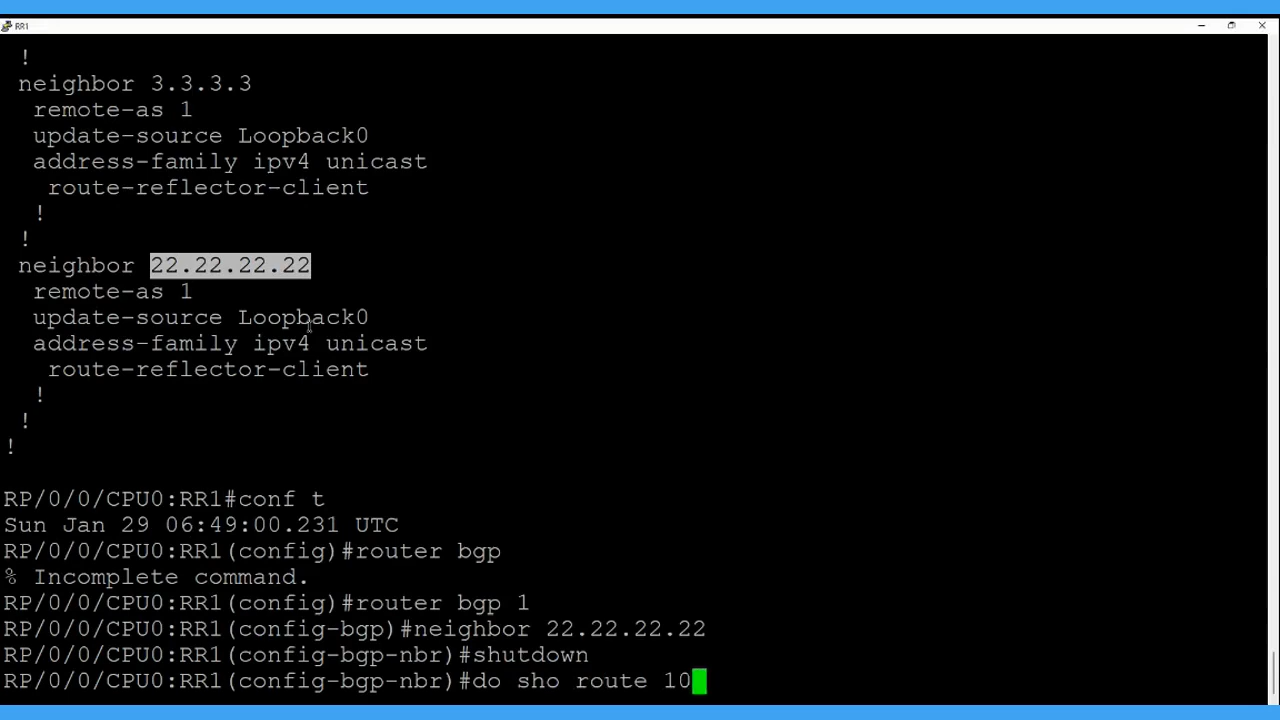 RR1
!
neighbor 3.3.3.3
remote-as 1
update-source Loopback0
address-family ipv4 unicast
route-reflector-client
!
!
neighbor 22.22.22.22
remote-as 1
update-source Loopback0
address-family ipv4 unicast
route-reflector-client
!
!
!
RP/0/0/CPU0:RR1#conf t
Sun Jan 29 06:49:00.231 UTC
RP/0/0/CPU0:RR1(config)#router bgp
% Incomplete command.
RP/0/0/CPU0:RR1(config)#router bgp 1
RP/0/0/CPU0:RR1(config-bgp)#neighbor 22.22.22.22
RP/0/0/CPU0:RR1(config-bgp-nbr)#shutdown
RP/0/0/CPU0:RR1(config-bgp-nbr)#do sho route 10